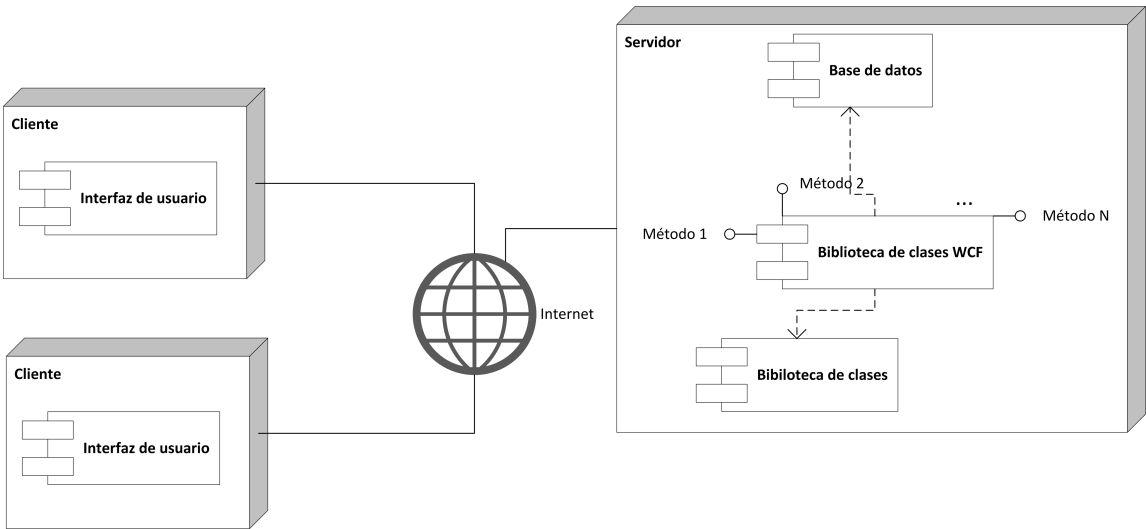 Cliente
Interfaz de usuario
Cliente
Interfaz de usuario
Internet
Servidor
Base de datos
Método 2
...
Método 1
Método N
Biblioteca de clases WCF
Bibiloteca de clases